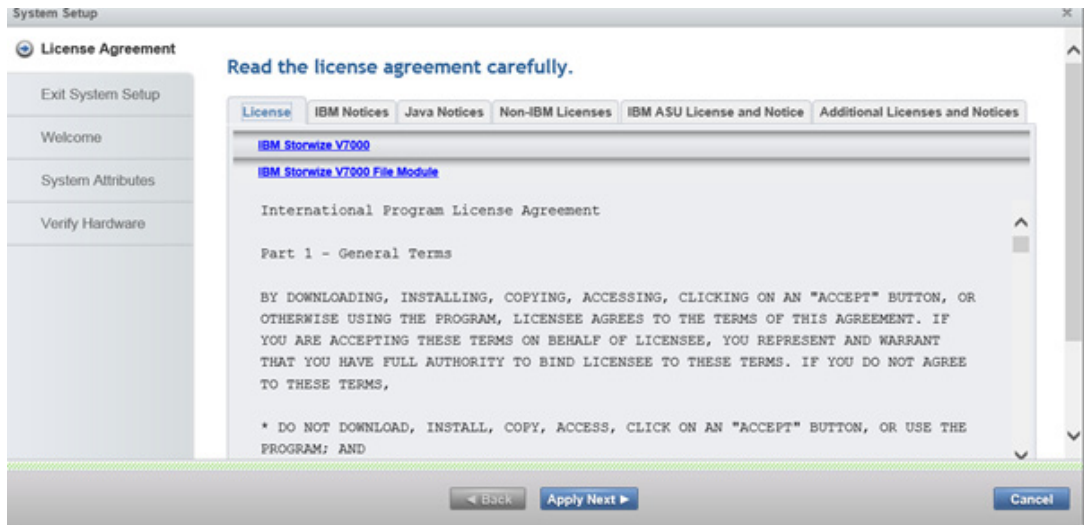 System Setup
License Agreement
Exit System Setup
Welcome
System Attributes
Verify Hardware
Read the license agreement carefully.
License
IBM Notices
Java Notices
Non-IBM Licenses
IBM ASU License and Notice
Additional Licenses and Notices
IBM Storwize V7000
IBM Storwize V7000 File Module
International Program License Agreement
Part 1 - General Terms
BY DOWNLOADING, INSTALLING, COPYING, ACCESSING, CLICKING ON AN "ACCEPT" BUTTON, OR
OTHERWISE USING THE PROGRAM, LICENSEE AGREES TO THE TERMS OF THIS AGREEMENT. IF
YOU ARE ACCEPTING THESE TERMS ON BEHALF OF LICENSEE, YOU REPRESENT AND WARRANT
THAT YOU HAVE FULL AUTHORITY TO BIND LICENSEE TO THESE TERMS. IF YOU DO NOT AGREE
TO THESE TERMS,
* DO NOT DOWNLOAD, INSTALL, COPY, ACCESS, CLICK ON AN "ACCEPT" BUTTON, OR USE THE
PROGRAM; AND
Back
Apply Next
Cancel